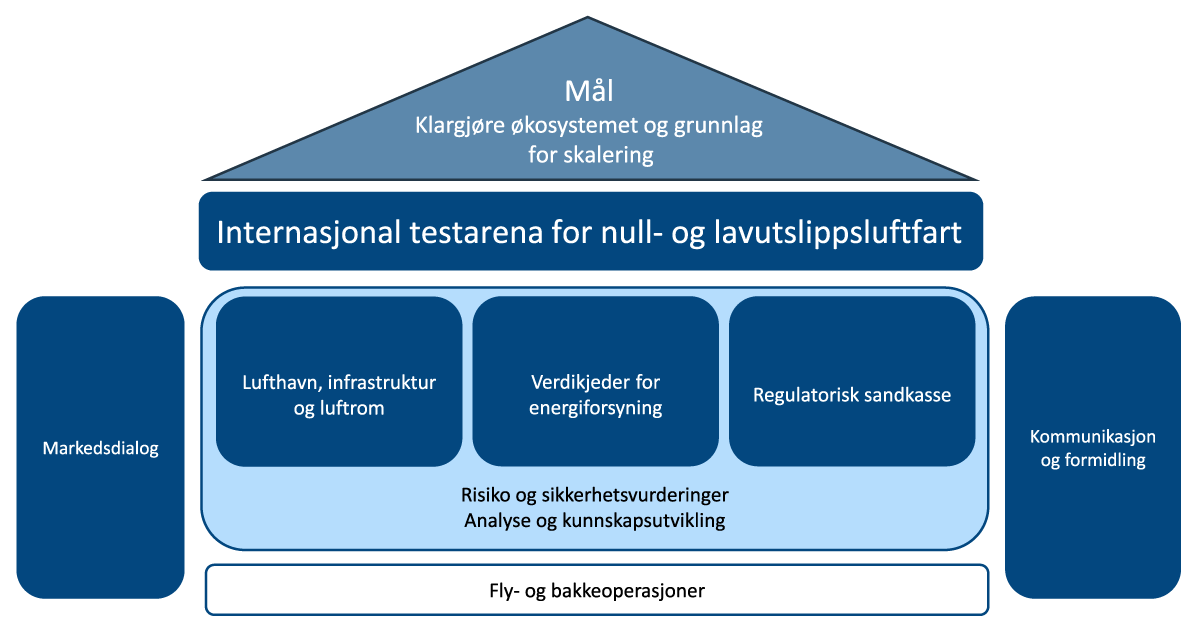 Mål
Klargjøre økosystemet og grunnlag
for skalering
Internasjonal testarena for null- og lavutslippsluftfart
Markedsdialog
Lufthavn, infrastruktur
og luftrom
Verdikjeder for
energiforsyning
Regulatorisk sandkasse
Kommunikasjon
og formidling
Risiko og sikkerhetsvurderinger
Analyse og kunnskapsutvikling
Fly- og bakkeoperasjoner